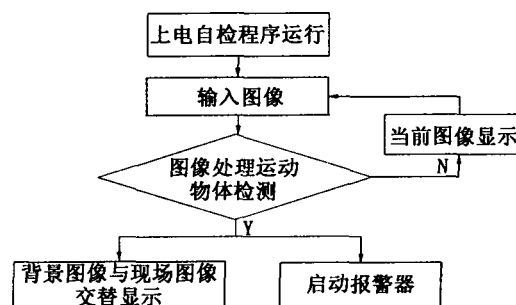 上电自检程序运行
输入图像
当前图像显示
图像处理运动
物体检测
N
Y
背景图像与现场图像
交替显示
启动报警器